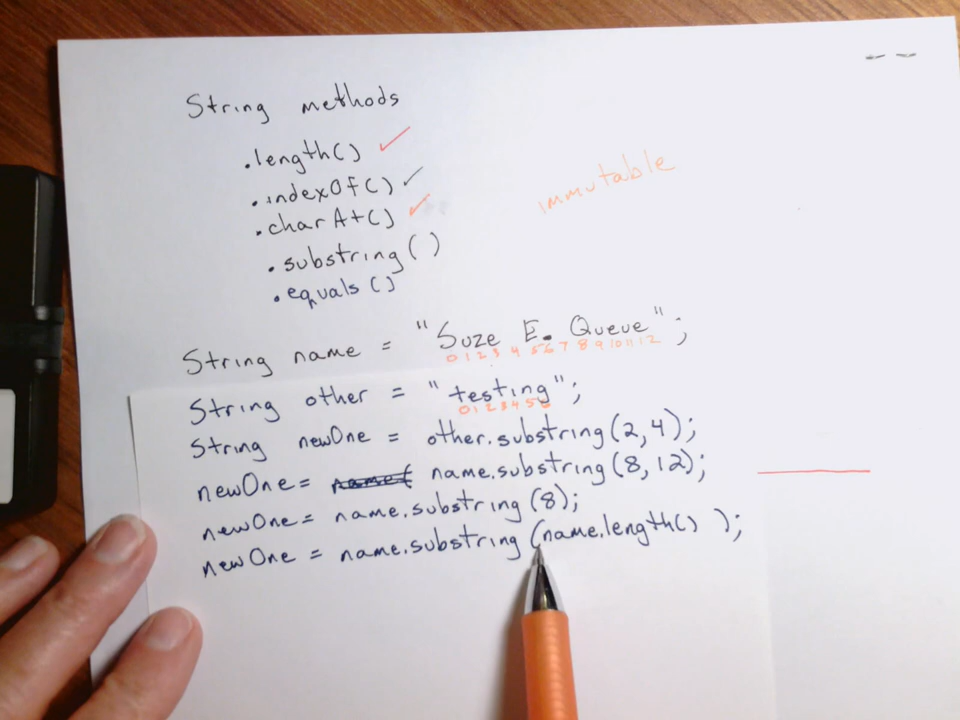 String methods
.length() ✓
.indexOf() ✓
.charAt() ✓
immutable
.substring()
.equals()
String name = "Suze E. Queue";
0 1 2 3 4 5 6 7 8 9 10 11 12
String other = "testing";
0 1 2 3 4 5 6
String newOne = other.substring(2,4);
newOne = name( name.substring(8,12);
newOne = name.substring(8);
newOne = name.substring(name.length() );